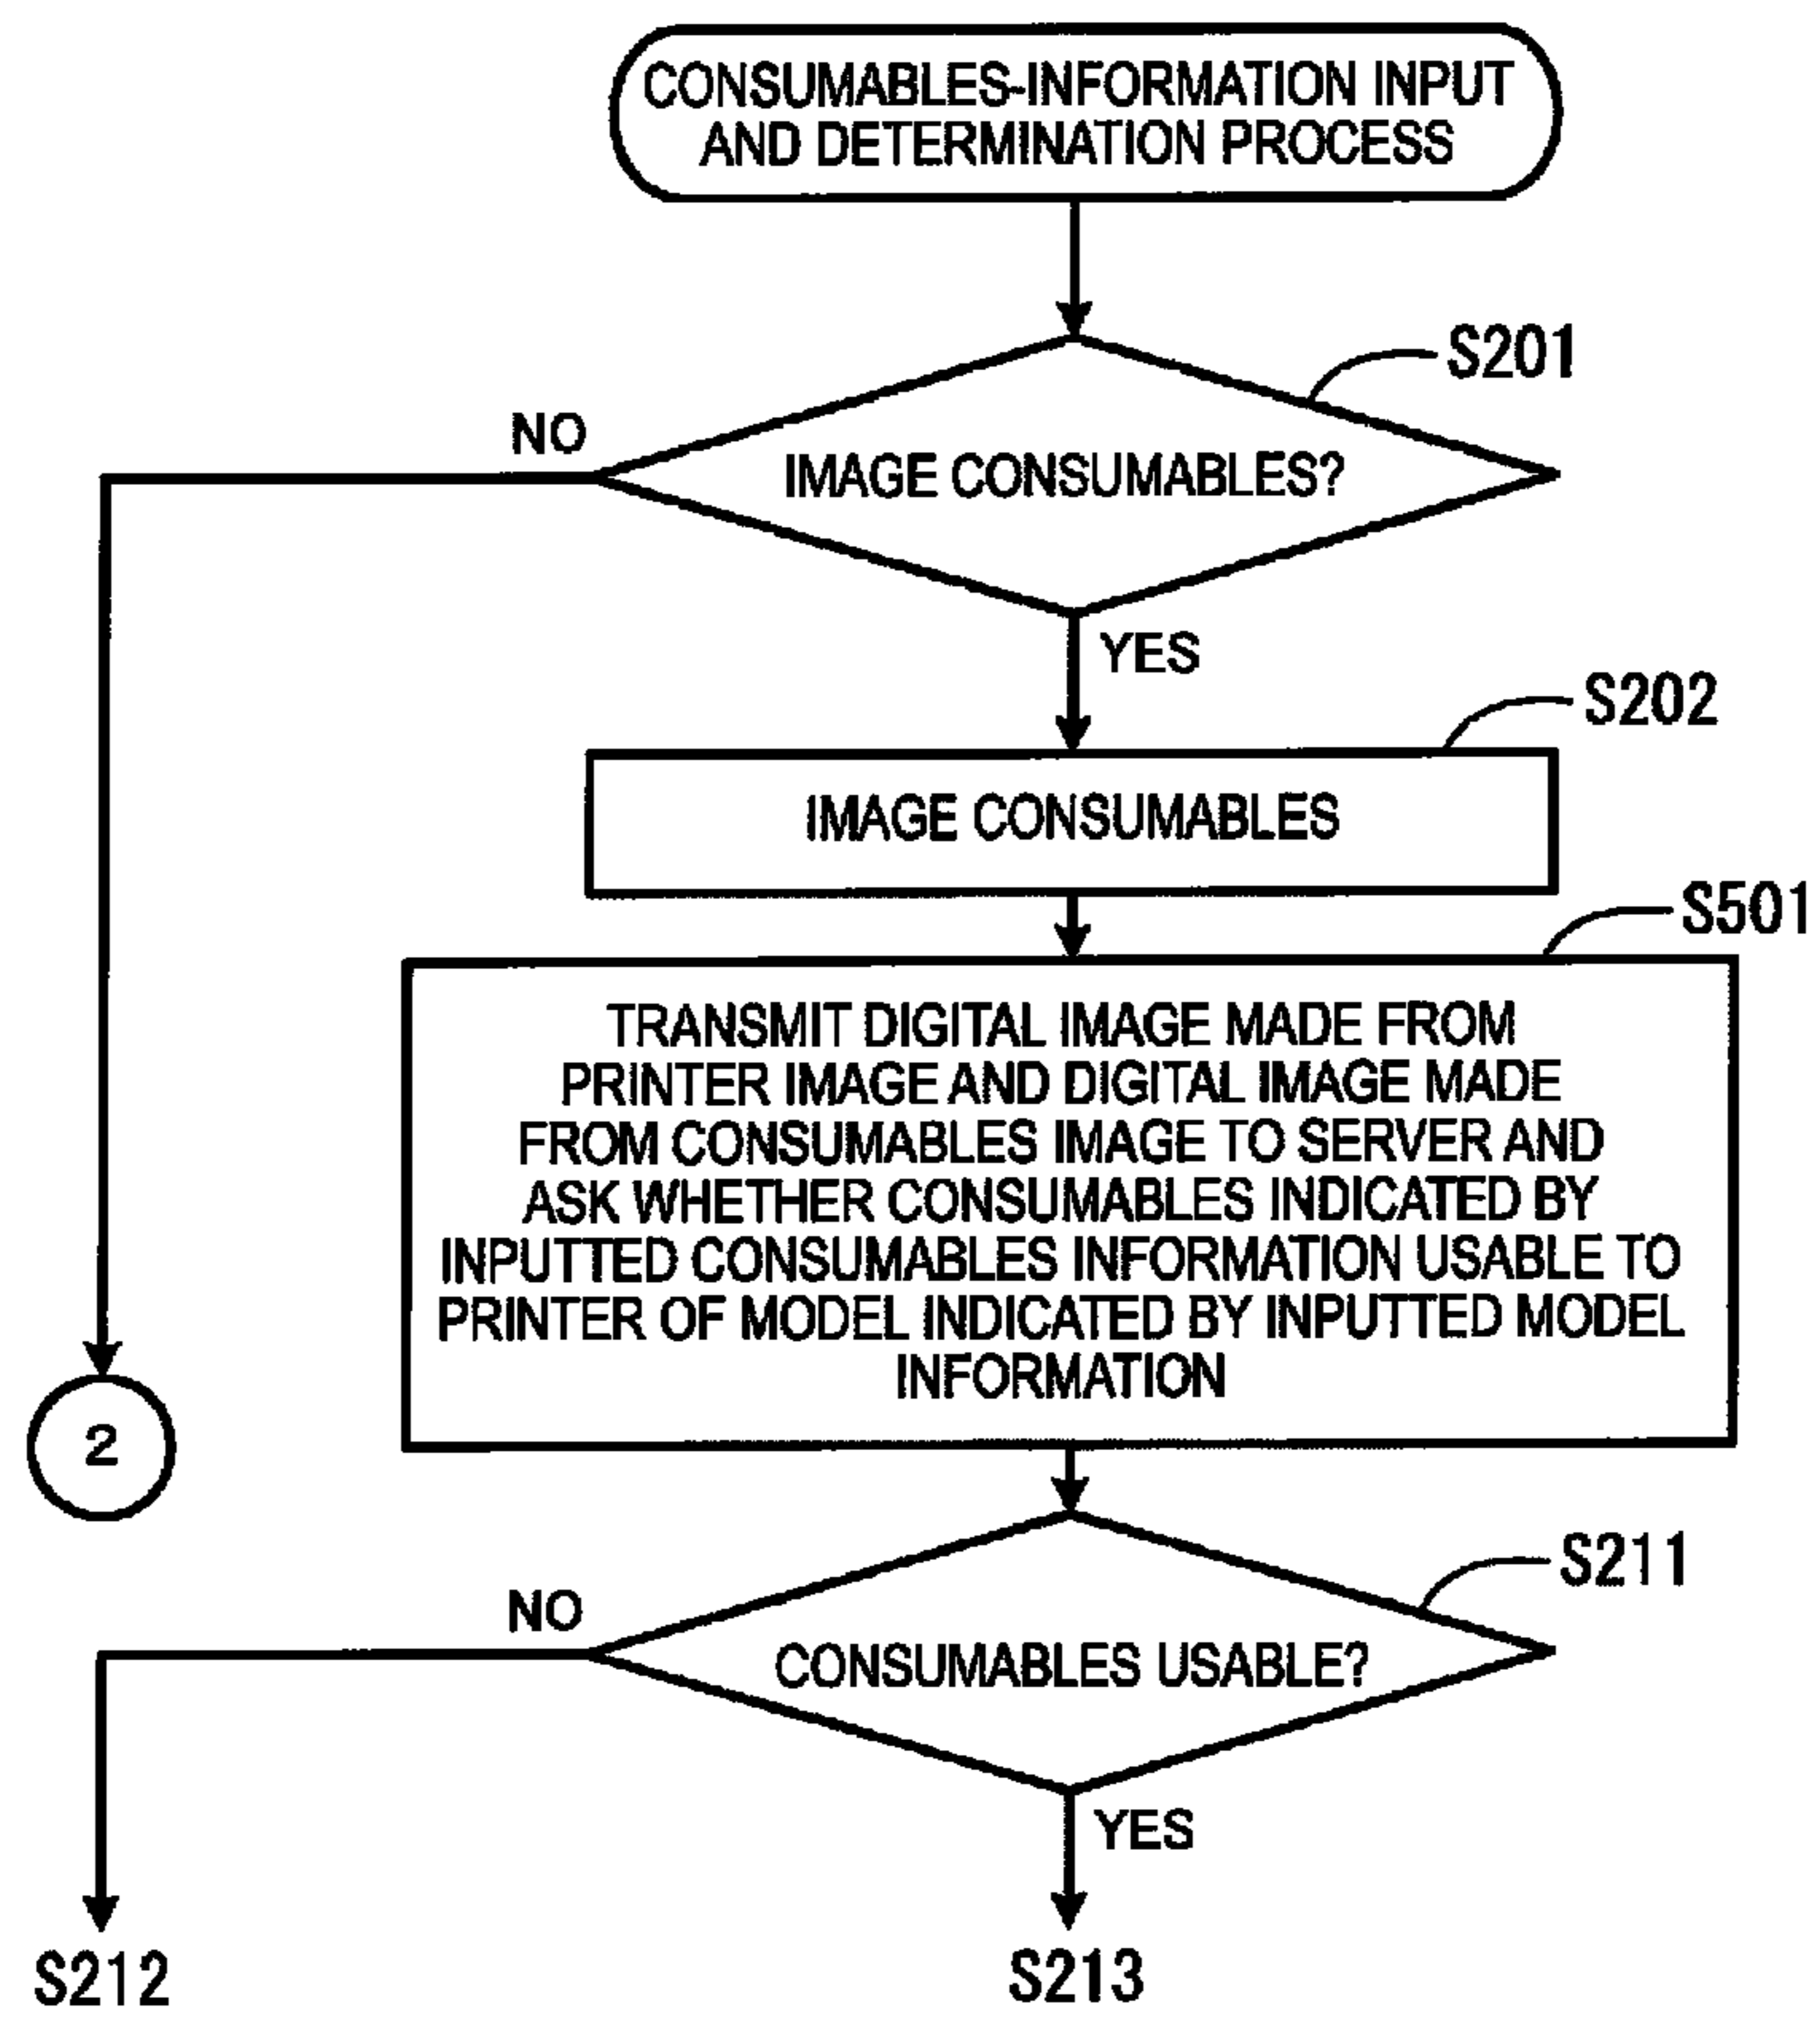 CONSUMABLES-INFORMATION INPUT
AND DETERMINATION PROCESS
S201
NO
IMAGE CONSUMABLES?
YES
S202
IMAGE CONSUMABLES
S501
TRANSMIT DIGITAL IMAGE MADE FROM
PRINTER IMAGE AND DIGITAL IMAGE MADE
FROM CONSUMABLES IMAGE TO SERVER AND
ASK WHETHER CONSUMABLES INDICATED BY
INPUTTED CONSUMABLES INFORMATION USABLE TO
PRINTER OF MODEL INDICATED BY INPUTTED MODEL
INFORMATION
2
S211
NO
CONSUMABLES USABLE?
YES
S212
S213